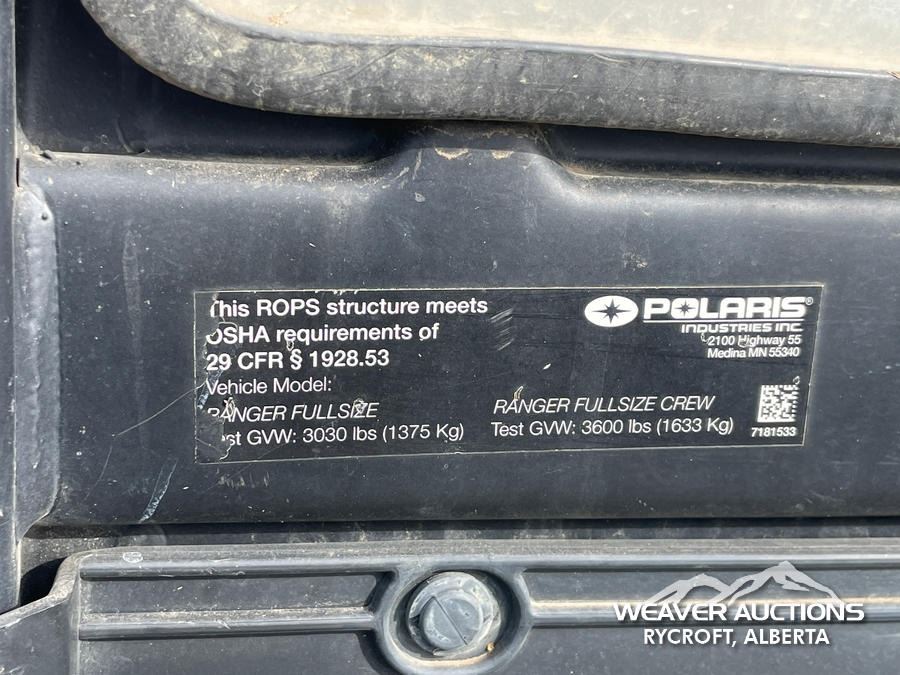 This ROPS structure meets
OSHA requirements of
29 CFR § 1928.53
Vehicle Model:
RANGER FULLSIZE
Test GVW: 3030 lbs (1375 Kg)
RANGER FULLSIZE CREW
Test GVW: 3600 lbs (1633 Kg)
POLARIS®
INDUSTRIES INC.
2100 Highway 55
Medina MN 55340
7181533
WEAVER AUCTIONS
RYCROFT, ALBERTA